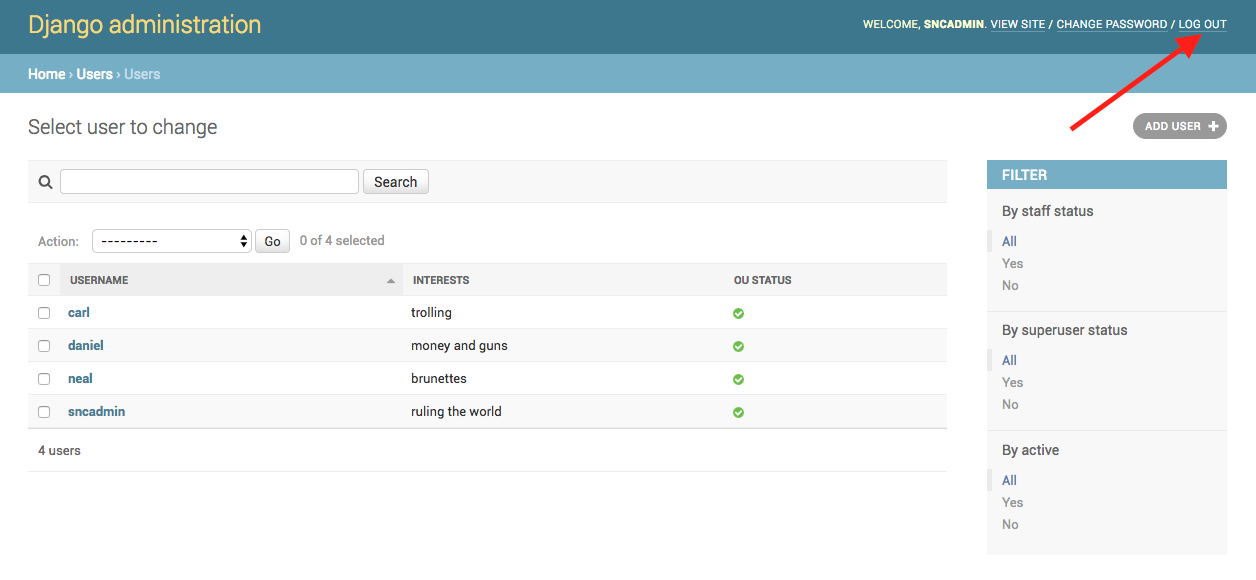 Django administration
WELCOME, SNCADMIN. VIEW SITE / CHANGE PASSWORD / LOG OUT
Home › Users › Users
Select user to change
ADD USER +
Search
Action: --------- Go 0 of 4 selected
USERNAME INTERESTS OU STATUS
carl trolling
daniel money and guns
neal brunettes
sncadmin ruling the world
4 users
FILTER
By staff status
All
Yes
No
By superuser status
All
Yes
No
By active
All
Yes
No